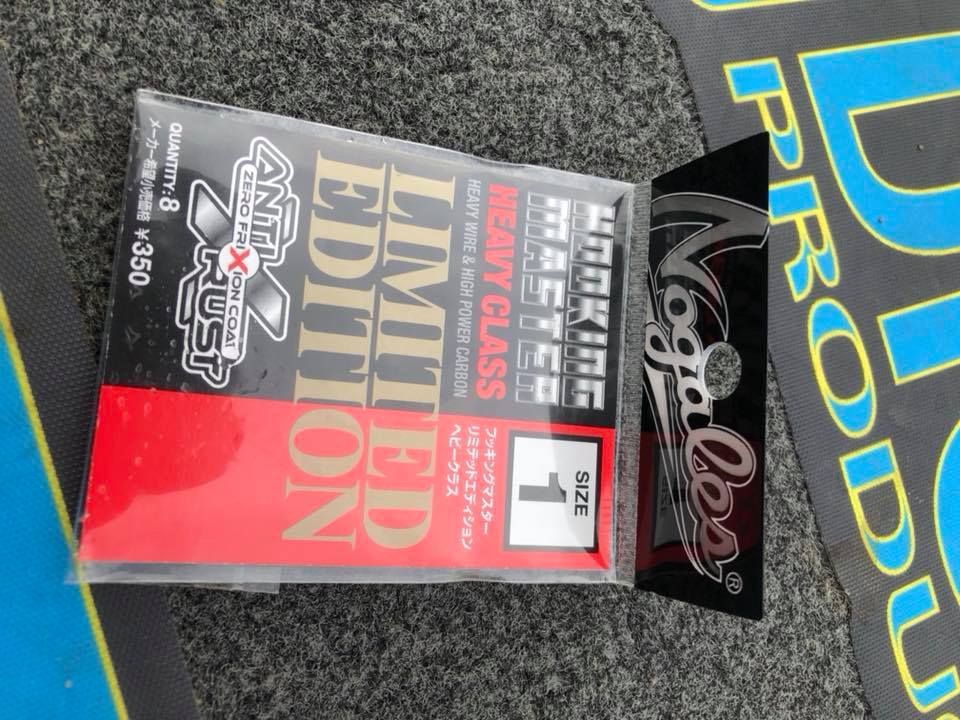 Nogales®
HOOKING
MASTER
HEAVY CLASS
HEAVY WIRE & HIGH POWER CARBON
SIZE
1
フッキングマスター
リミテッドエディション
ヘビークラス
LIMITED
EDITION
ANTI
ZERO FRIXION COAT
RUST
QUANTITY: 8
メーカー希望小売価格 ¥350
PRODU